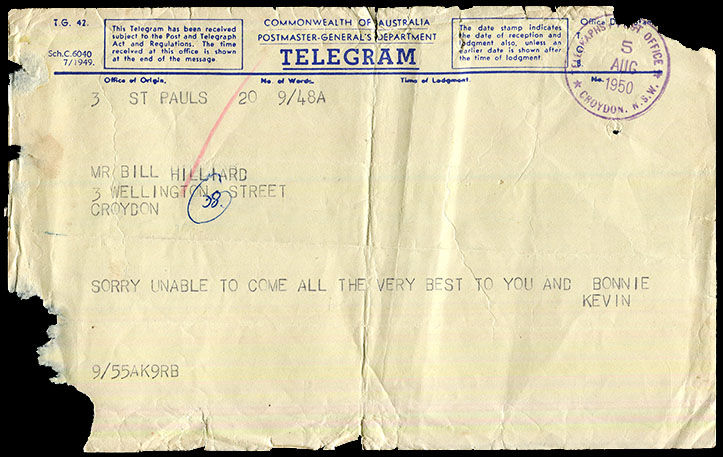 T.G. 42.
Sch.C.6040
7/1949.
This Telegram has been received
subject to the Post and Telegraph
Act and Regulations. The time
received at this office is shown
at the end of the message.
COMMONWEALTH OF AUSTRALIA
POSTMASTER-GENERAL'S DEPARTMENT
TELEGRAM
The date stamp indicates
the date of reception and
lodgment also, unless an
earlier date is shown after
the time of lodgment.
Office
POST OFFICE
5
AUG
1950
CROYDON. N.S.W.
Office of Origin. No. of Words. Time of Lodgment. No.
3 ST PAULS 20 9/48A
MR BILL HILLIARD
3 WELLINGTON STREET
CROYDON
38.
SORRY UNABLE TO COME ALL THE VERY BEST TO YOU AND BONNIE
KEVIN
9/55AK9RB